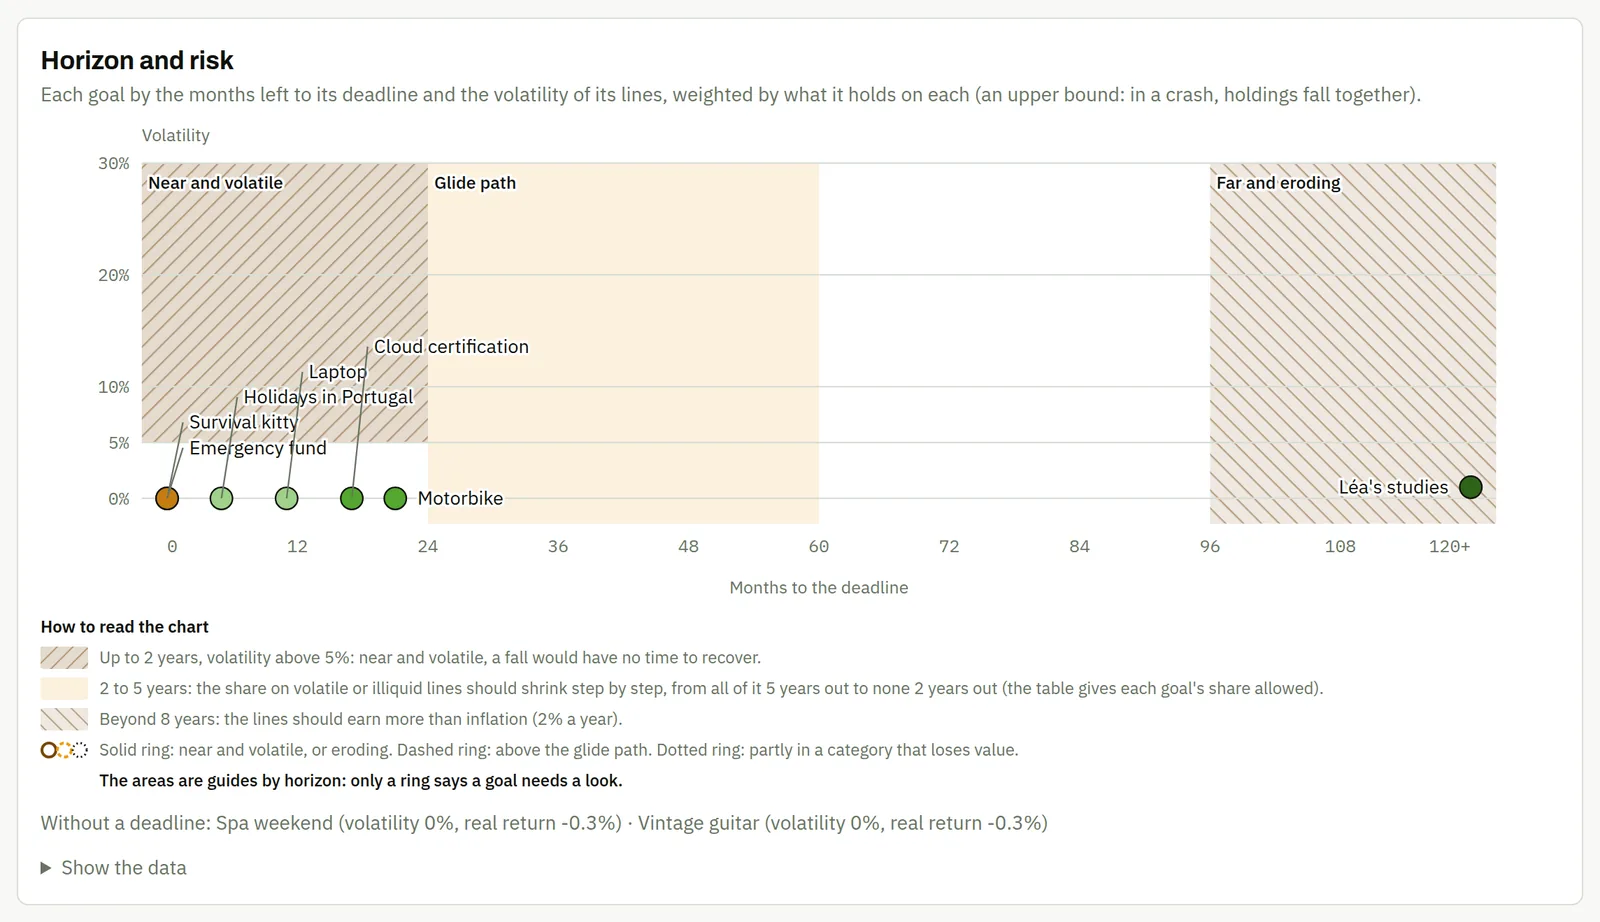 Horizon and risk
Each goal by the months left to its deadline and the volatility of its lines, weighted by what it holds on each (an upper bound: in a crash, holdings fall together).
Volatility
30%
Near and volatile
Glide path
Far and eroding
20%
Cloud certification
Laptop
10%
Holidays in Portugal
Survival kitty
5%
Emergency fund
Léa's studies
0%
Motorbike
0 12 24 36 48 60 72 84 96 108 120+
Months to the deadline
How to read the chart
Up to 2 years, volatility above 5%: near and volatile, a fall would have no time to recover.
2 to 5 years: the share on volatile or illiquid lines should shrink step by step, from all of it 5 years out to none 2 years out (the table gives each goal's share allowed).
Beyond 8 years: the lines should earn more than inflation (2% a year).
Solid ring: near and volatile, or eroding. Dashed ring: above the glide path. Dotted ring: partly in a category that loses value.
The areas are guides by horizon: only a ring says a goal needs a look.
Without a deadline: Spa weekend (volatility 0%, real return -0.3%) · Vintage guitar (volatility 0%, real return -0.3%)
Show the data